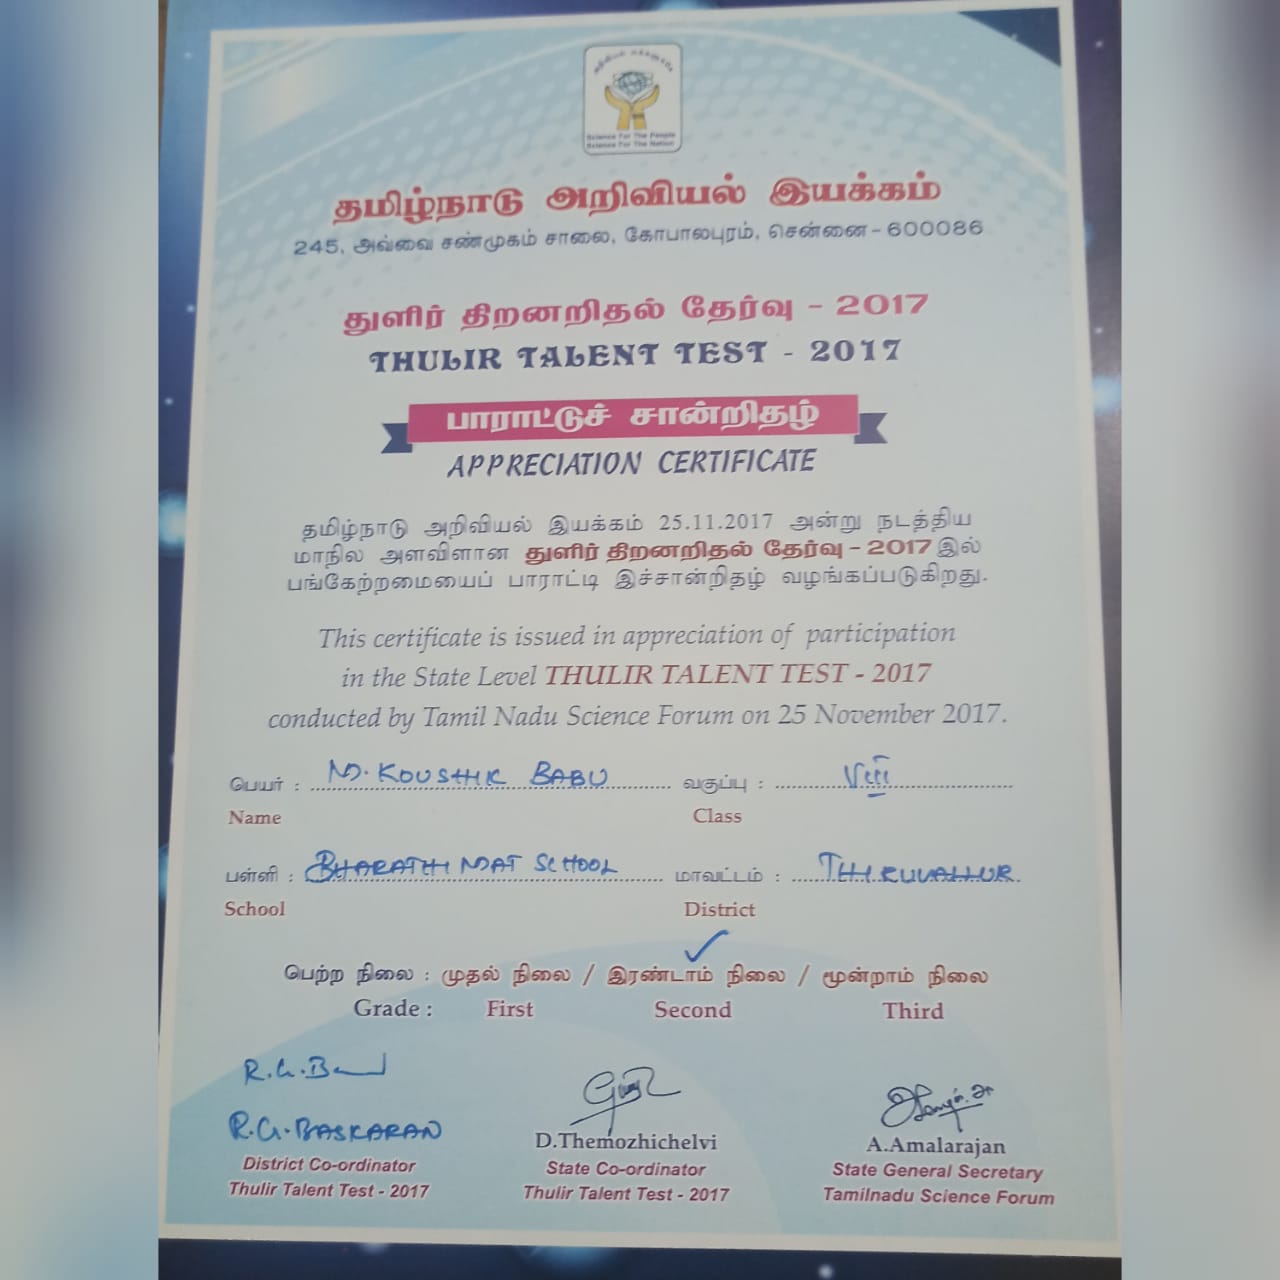 அறிவியல் மக்களுக்கே
Science For The People
Science For The Nation
தமிழ்நாடு அறிவியல் இயக்கம்
245, அவ்வை சண்முகம் சாலை, கோபாலபுரம், சென்னை - 600086
துளிர் திறனறிதல் தேர்வு - 2017
THULIR TALENT TEST - 2017
பாராட்டுச் சான்றிதழ்
APPRECIATION CERTIFICATE
தமிழ்நாடு அறிவியல் இயக்கம் 25.11.2017 அன்று நடத்திய
மாநில அளவிளான துளிர் திறனறிதல் தேர்வு - 2017 இல்
பங்கேற்றமையைப் பாராட்டி இச்சான்றிதழ் வழங்கப்படுகிறது.
This certificate is issued in appreciation of participation
in the State Level THULIR TALENT TEST - 2017
conducted by Tamil Nadu Science Forum on 25 November 2017.
பெயர் : M. KOUSHIK BABU வகுப்பு : VIII
Name Class
பள்ளி : BHARATHI MAT SCHOOL மாவட்டம் : THIRUVALLUR
School District
பெற்ற நிலை : முதல் நிலை / இரண்டாம் நிலை / மூன்றாம் நிலை
Grade : First Second Third
R.G.BASKARAN D.Themozhichelvi A.Amalarajan
District Co-ordinator State Co-ordinator State General Secretary
Thulir Talent Test - 2017 Thulir Talent Test - 2017 Tamilnadu Science Forum